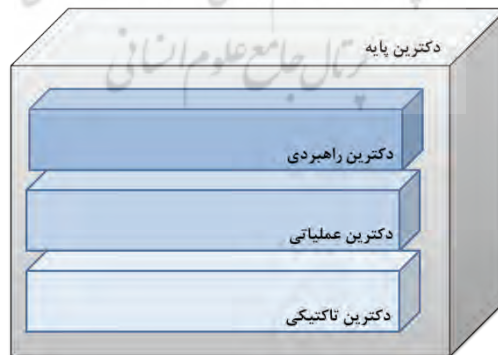 دکترین پایه
پرتال جامع علوم انسانی
دکترین راهبردی
دکترین عملیاتی
دکترین تاکتیکی